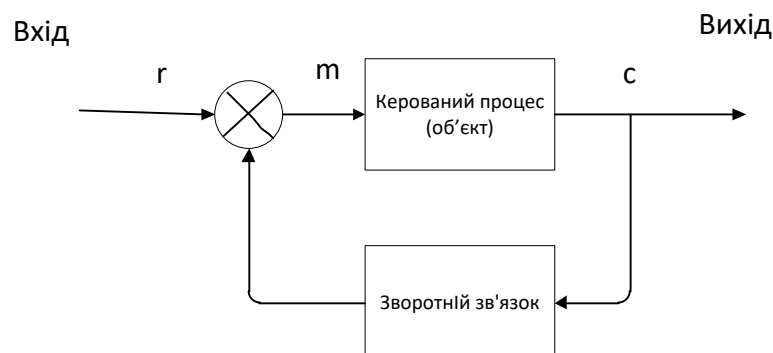 Вхід
Вихід
r
m
c
Керований процес
(об’єкт)
ЗворотнІй зв'язок